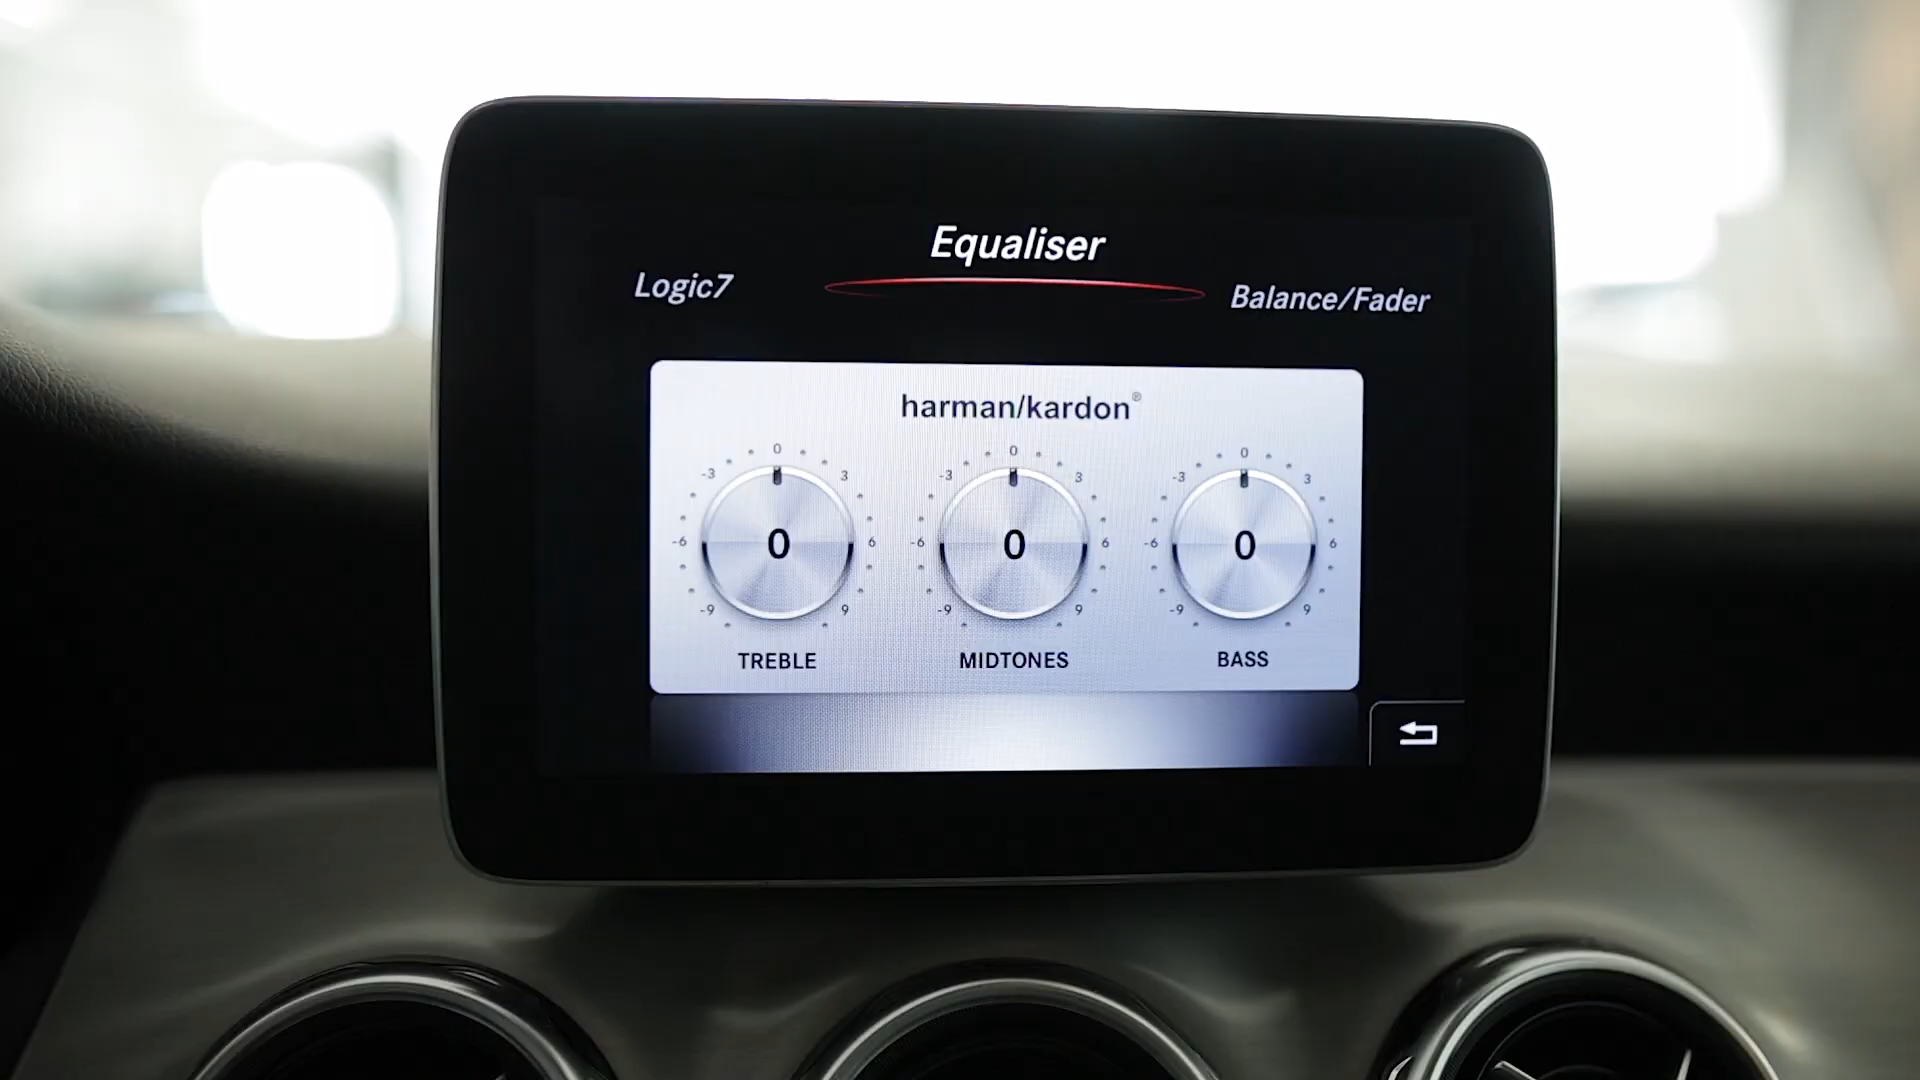 Equaliser
Logic7
Balance/Fader
harman/kardon®
0 0 0
-3 3 -3 3 -3 3
0 0 0
-6 6 -6 6 -6 6
-9 9 -9 9 -9 9
TREBLE MIDTONES BASS